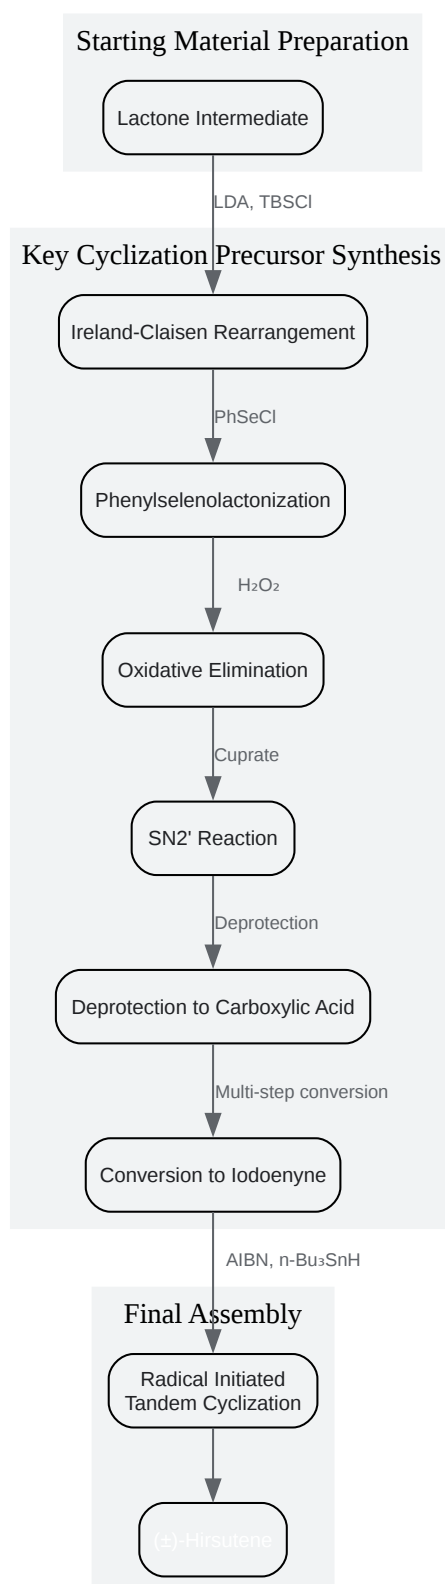 Starting Material Preparation
Lactone Intermediate
LDA, TBSCl
Key Cyclization Precursor Synthesis
Ireland-Claisen Rearrangement
PhSeCl
Phenylselenolactonization
H₂O₂
Oxidative Elimination
Cuprate
SN2' Reaction
Deprotection
Deprotection to Carboxylic Acid
Multi-step conversion
Conversion to Iodoenyne
AIBN, n-Bu₃SnH
Final Assembly
Radical Initiated
Tandem Cyclization
(±)-Hirsutene